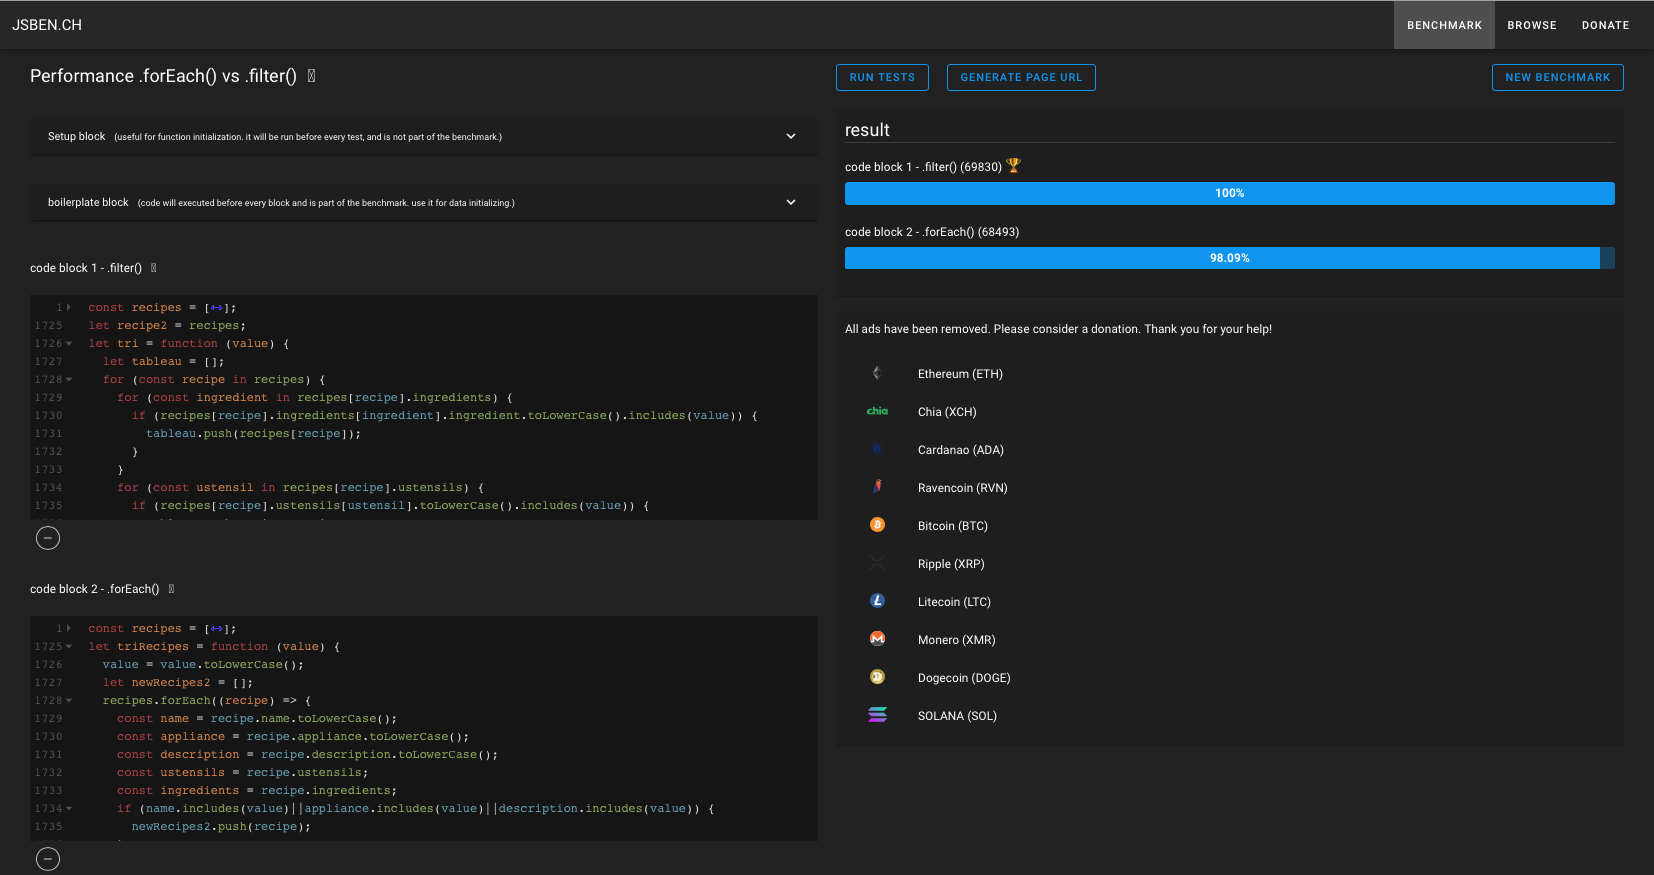 JSBEN.CH
BENCHMARK BROWSE DONATE
Performance .forEach() vs .filter()
RUN TESTS GENERATE PAGE URL NEW BENCHMARK
Setup block (useful for function initialization. it will be run before every test, and is not part of the benchmark.)
boilerplate block (code will executed before every block and is part of the benchmark. use it for data initializing.)
code block 1 - .filter()
1 const recipes = [↔];
1725 let recipe2 = recipes;
1726 let tri = function (value) {
1727 let tableau = [];
1728 for (const recipe in recipes) {
1729 for (const ingredient in recipes[recipe].ingredients) {
1730 if (recipes[recipe].ingredients[ingredient].ingredient.toLowerCase().includes(value)) {
1731 tableau.push(recipes[recipe]);
1732 }
1733 }
1734 for (const ustensil in recipes[recipe].ustensils) {
1735 if (recipes[recipe].ustensils[ustensil].toLowerCase().includes(value)) {
code block 2 - .forEach()
1 const recipes = [↔];
1725 let triRecipes = function (value) {
1726 value = value.toLowerCase();
1727 let newRecipes2 = [];
1728 recipes.forEach((recipe) => {
1729 const name = recipe.name.toLowerCase();
1730 const appliance = recipe.appliance.toLowerCase();
1731 const description = recipe.description.toLowerCase();
1732 const ustensils = recipe.ustensils;
1733 const ingredients = recipe.ingredients;
1734 if (name.includes(value)||appliance.includes(value)||description.includes(value)) {
1735 newRecipes2.push(recipe);
result
code block 1 - .filter() (69830) 🏆
100%
code block 2 - .forEach() (68493)
98.09%
All ads have been removed. Please consider a donation. Thank you for your help!
Ethereum (ETH)
chia Chia (XCH)
Cardanao (ADA)
Ravencoin (RVN)
Bitcoin (BTC)
Ripple (XRP)
Litecoin (LTC)
Monero (XMR)
Dogecoin (DOGE)
SOLANA (SOL)